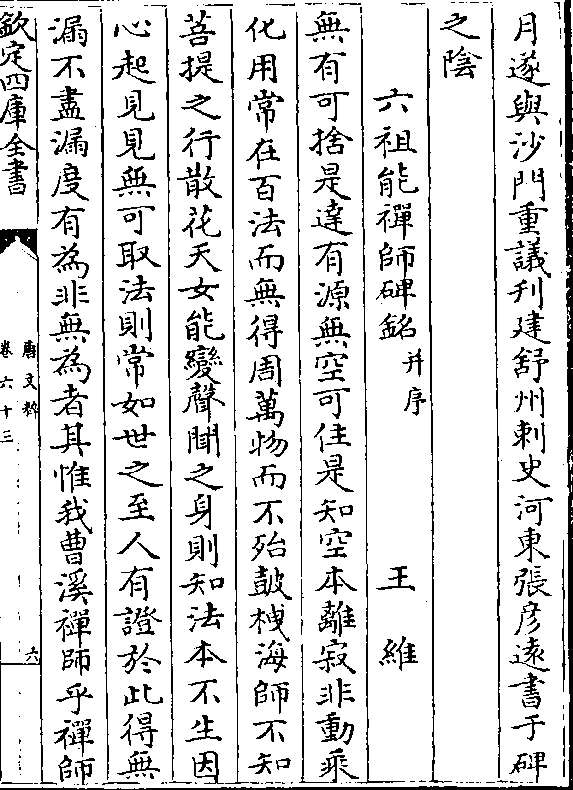 月遂與沙門重議刋建舒州刺史河東張彦遠書于碑
之陰
六祖能禪師碑銘并序 王維
無有可捨是達有源無空可住是知空本離寂非動乘
化用常在百法而無得周萬物而不殆鼓枻海師不知
菩提之行散花天女能變聲聞之身則知法本不生因
心起見見無可取法則常如世之至人有證於此得無
漏不盡漏度有為非無為者其惟我曹溪禪師乎禪師
欽定四庫全書
唐文粹
卷六十三
六